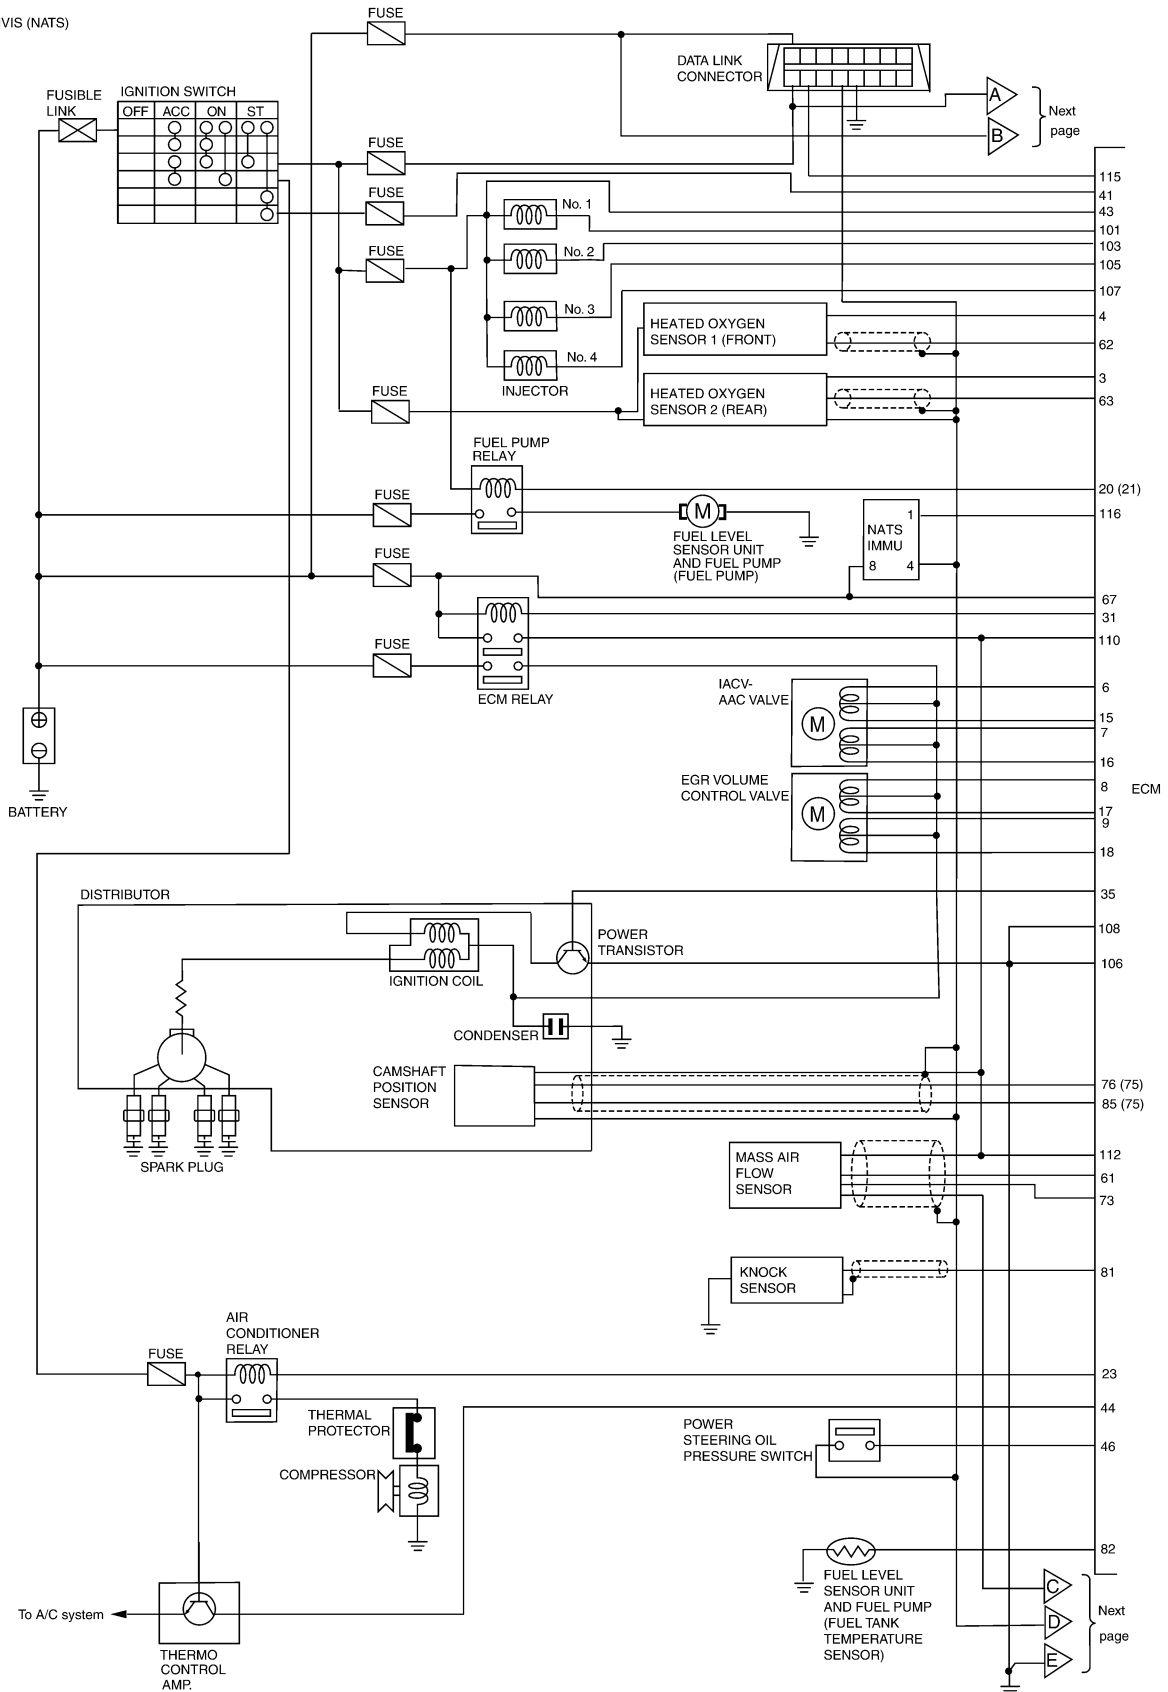 VIS (NATS)
FUSE
DATA LINK
CONNECTOR
FUSIBLE
LINK
IGNITION SWITCH
OFF ACC ON ST
A
B
Next
page
FUSE
FUSE
FUSE
FUSE
No. 1
No. 2
No. 3
No. 4
INJECTOR
115
41
43
101
103
105
107
HEATED OXYGEN
SENSOR 1 (FRONT)
4
62
HEATED OXYGEN
SENSOR 2 (REAR)
3
63
FUEL PUMP
RELAY
FUSE
20 (21)
M
FUEL LEVEL
SENSOR UNIT
AND FUEL PUMP
(FUEL PUMP)
1
NATS
IMMU
8 4
116
FUSE
67
31
110
FUSE
ECM RELAY
BATTERY
IACV-
AAC VALVE
M
6
15
7
16
EGR VOLUME
CONTROL VALVE
M
8
17
9
18
ECM
DISTRIBUTOR
35
POWER
TRANSISTOR
108
106
IGNITION COIL
CONDENSER
CAMSHAFT
POSITION
SENSOR
76 (75)
85 (75)
SPARK PLUG
MASS AIR
FLOW
SENSOR
112
61
73
KNOCK
SENSOR
81
AIR
CONDITIONER
RELAY
FUSE
23
THERMAL
PROTECTOR
44
POWER
STEERING OIL
PRESSURE SWITCH
46
COMPRESSOR
82
FUEL LEVEL
SENSOR UNIT
AND FUEL PUMP
(FUEL TANK
TEMPERATURE
SENSOR)
C
D
E
Next
page
To A/C system
THERMO
CONTROL
AMP.